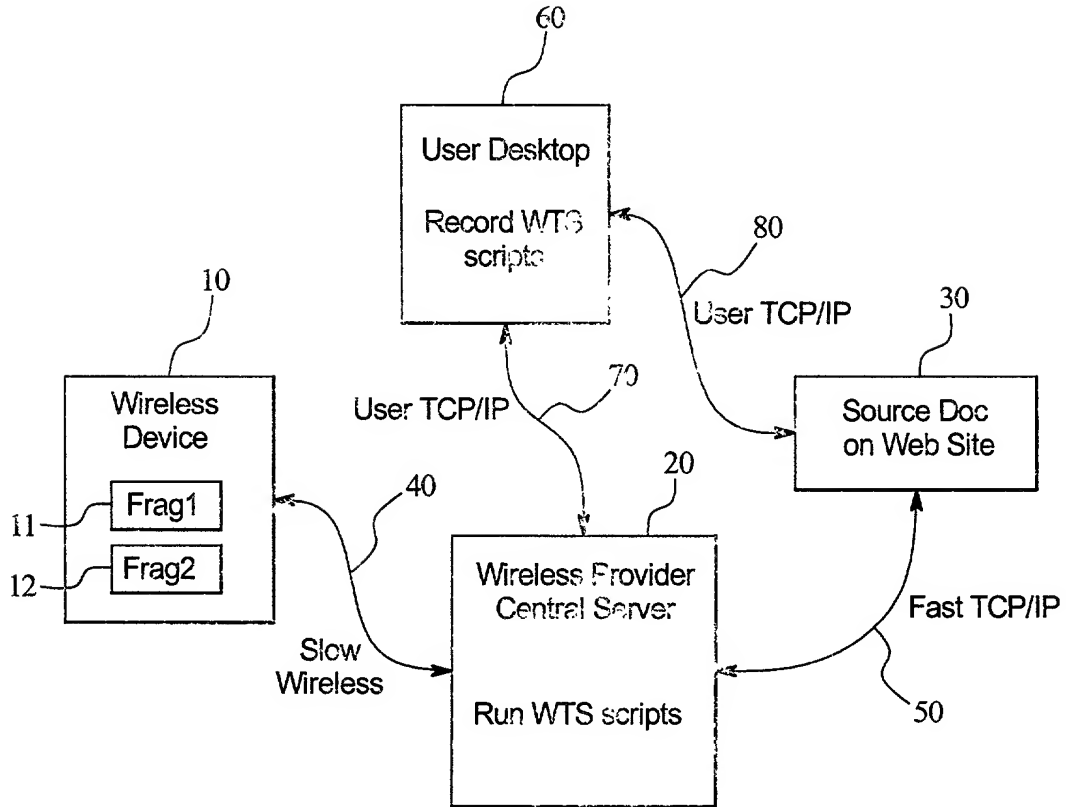 60
User Desktop
Record WTS
scripts
80
User TCP/IP
10
30
Wireless
Device
70
User TCP/IP
Source Doc
on Web Site
40
20
11
Frag1
12
Frag2
Wireless Provider
Central Server
Fast TCP/IP
Slow
Wireless
Run WTS scripts
50